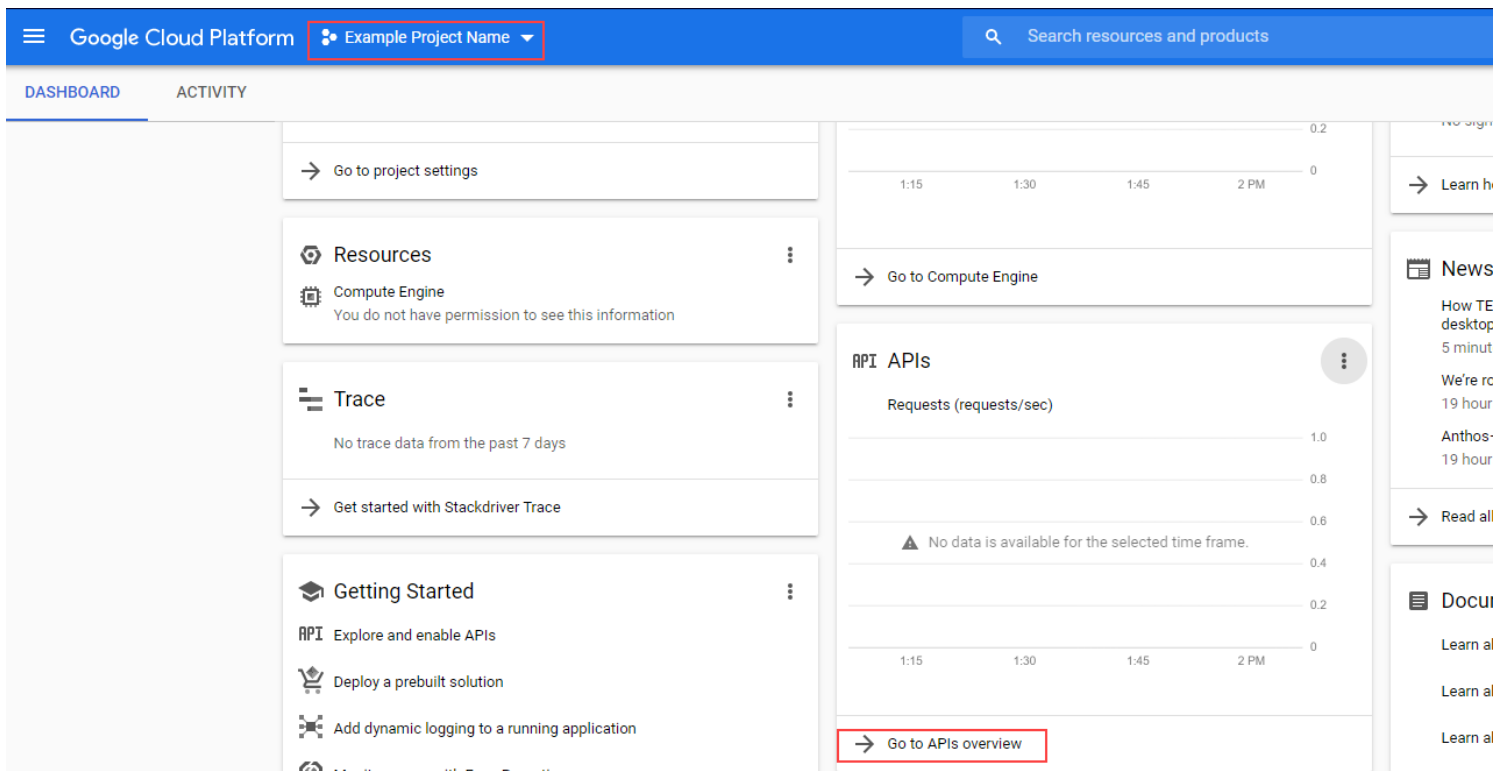 Google Cloud Platform
Example Project Name
Search resources and products
DASHBOARD
ACTIVITY
Go to project settings
Resources
Compute Engine
You do not have permission to see this information
Trace
No trace data from the past 7 days
Get started with Stackdriver Trace
Getting Started
API Explore and enable APIs
Deploy a prebuilt solution
Add dynamic logging to a running application
0.2
0
1:15 1:30 1:45 2 PM
Go to Compute Engine
API APIs
Requests (requests/sec)
1.0
0.8
0.6
No data is available for the selected time frame.
0.4
0.2
0
1:15 1:30 1:45 2 PM
Go to APIs overview
Learn
News
How TE
desktop
5 minut
We're ro
19 hour
Anthos-
19 hour
Read all
Docu
Learn
Learn
Learn